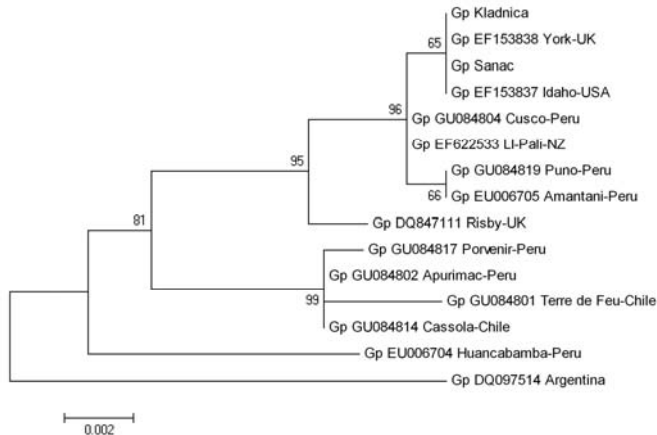 Gp Kladnica
65
Gp EF153838 York-UK
Gp Sanac
Gp EF153837 Idaho-USA
96
Gp GU084804 Cusco-Peru
Gp EF622533 LI-Pali-NZ
95
Gp GU084819 Puno-Peru
66
Gp EU006705 Amantani-Peru
81
Gp DQ847111 Risby-UK
Gp GU084817 Porvenir-Peru
Gp GU084802 Apurimac-Peru
99
Gp GU084801 Terre de Feu-Chile
Gp GU084814 Cassola-Chile
Gp EU006704 Huancabamba-Peru
Gp DQ097514 Argentina
0.002